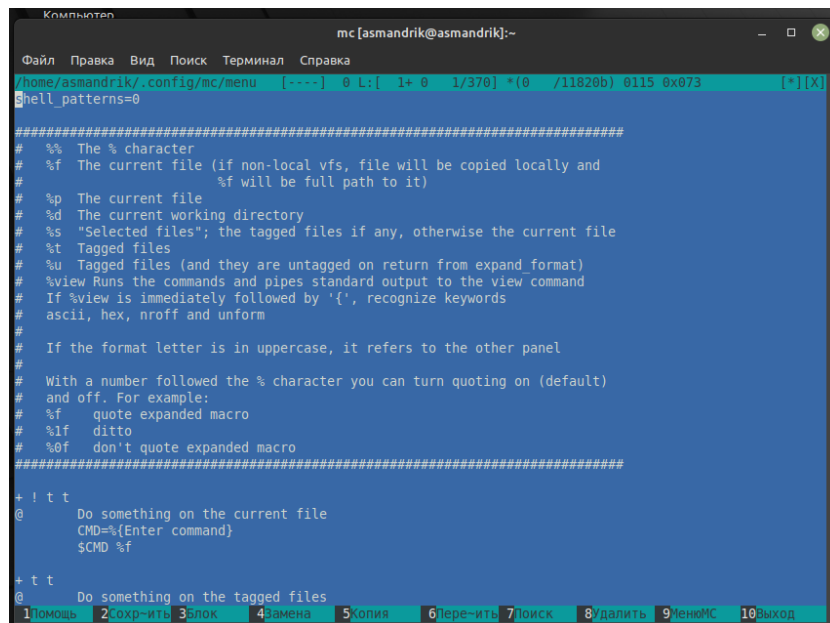 Компьютер
mc [asmandrik@asmandrik]:~
Файл Правка Вид Поиск Терминал Справка
/home/asmandrik/.config/mc/menu [----] 0 L:[ 1+ 0 1/370] *(0 /11820b) 0115 0x073 [*][X]
shell_patterns=0
##############################################################################
# %% The % character
# %f The current file (if non-local vfs, file will be copied locally and
# %f will be full path to it)
# %p The current file
# %d The current working directory
# %s "Selected files"; the tagged files if any, otherwise the current file
# %t Tagged files
# %u Tagged files (and they are untagged on return from expand_format)
# %view Runs the commands and pipes standard output to the view command
# If %view is immediately followed by '{', recognize keywords
# ascii, hex, nroff and unform
#
# If the format letter is in uppercase, it refers to the other panel
#
# With a number followed the % character you can turn quoting on (default)
# and off. For example:
# %f quote expanded macro
# %1f ditto
# %0f don't quote expanded macro
##############################################################################
+ ! t t
@ Do something on the current file
CMD=%{Enter command}
$CMD %f
+ t t
@ Do something on the tagged files
1Помощь 2Сохр~ить 3Блок 4Замена 5Копия 6Пере~ить 7Поиск 8Удалить 9МенюMC 10Выход